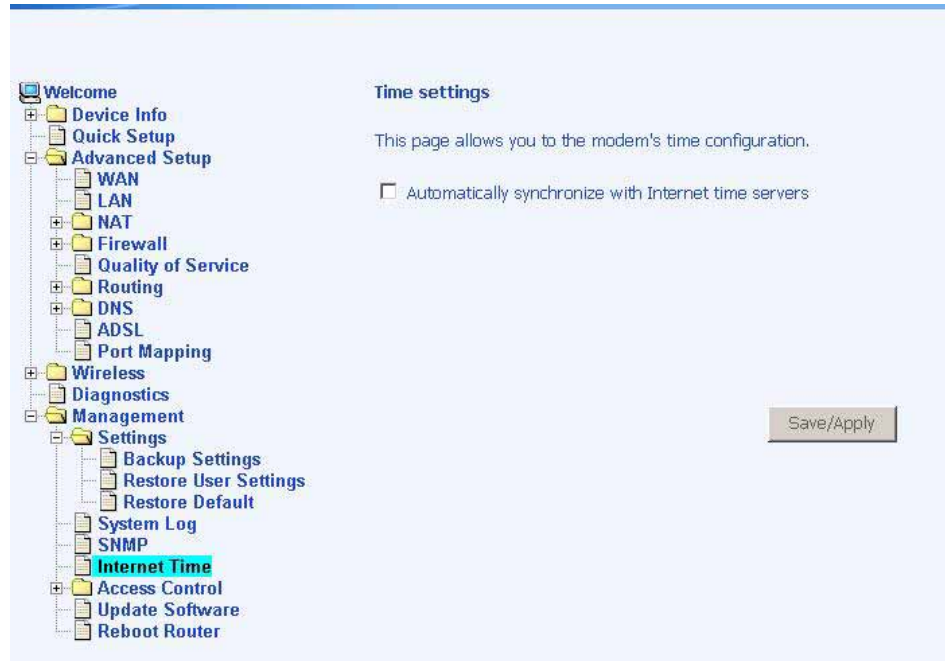 Welcome
Device Info
Quick Setup
Advanced Setup
WAN
LAN
NAT
Firewall
Quality of Service
Routing
DNS
ADSL
Port Mapping
Wireless
Diagnostics
Management
Settings
Backup Settings
Restore User Settings
Restore Default
System Log
SNMP
Internet Time
Access Control
Update Software
Reboot Router
Time settings
This page allows you to the modem's time configuration.
Automatically synchronize with Internet time servers
Save/Apply